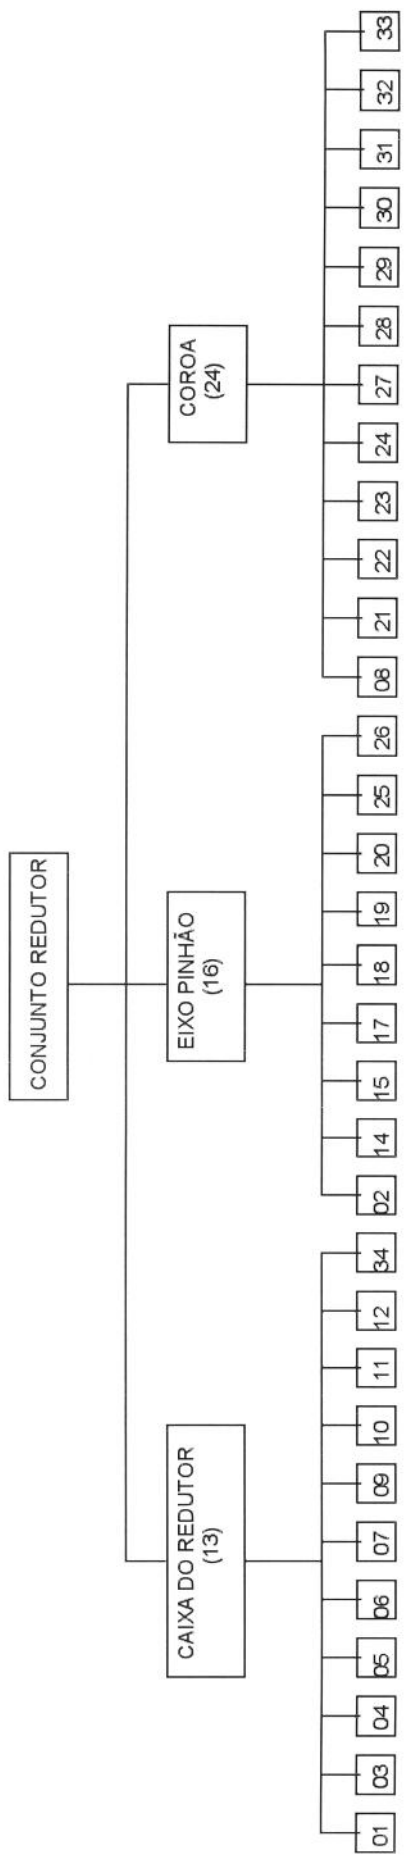 CONJUNTO REDUTOR
CAIXA DO REDUTOR
(13)
EIXO PINHÃO
(16)
COROA
(24)
01 03 04 05 06 07 09 10 11 12 34 02 14 15 17 18 19 20 25 26 08 21 22 23 24 27 28 29 30 31 32 33